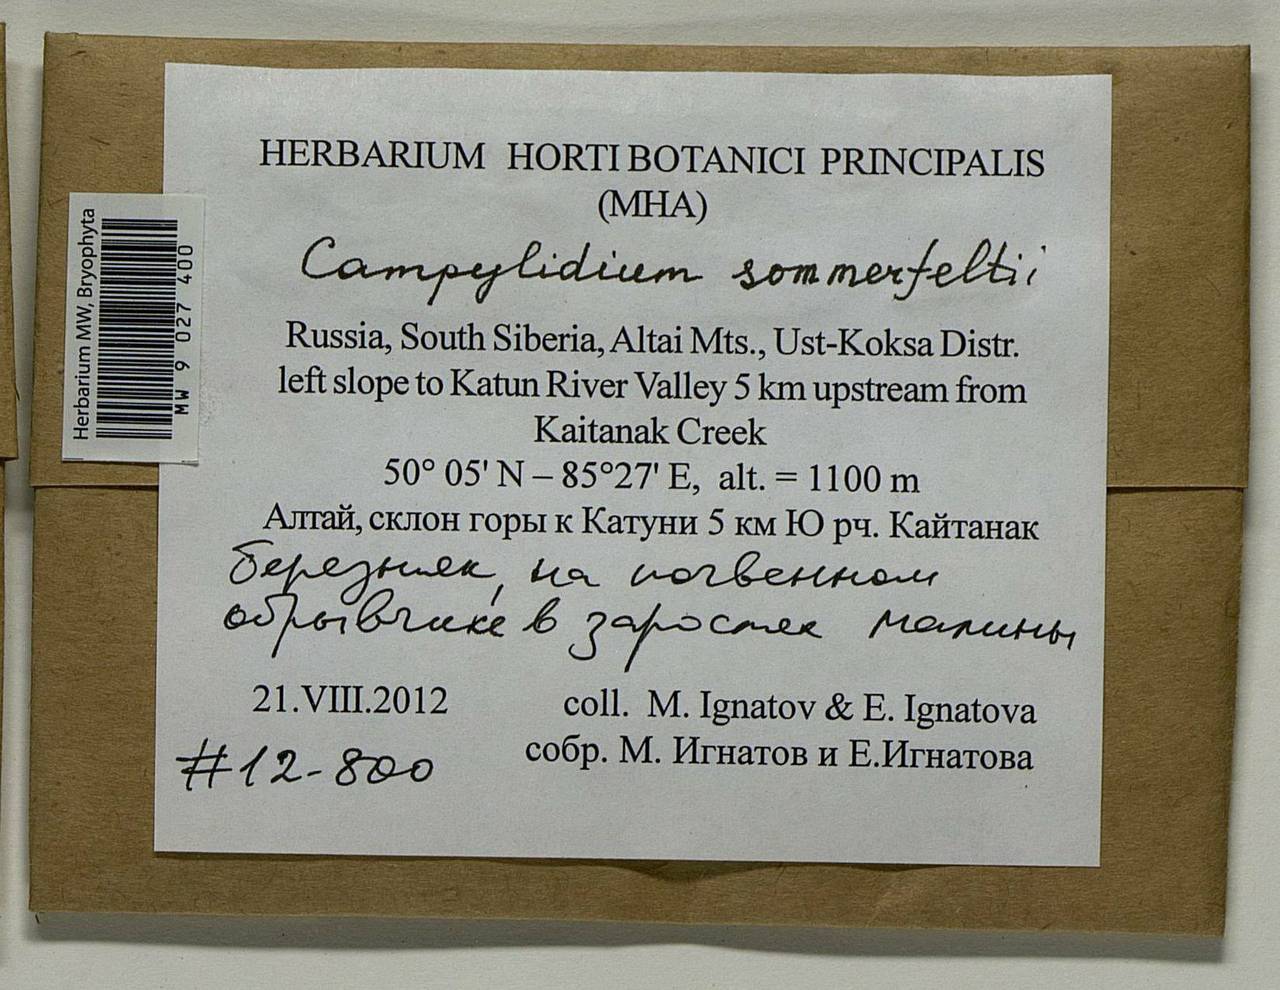 HERBARIUM HORTI BOTANICI PRINCIPALIS
(MHA)
Campylidium sommerfeltii
Russia, South Siberia, Altai Mts., Ust-Koksa Distr.
left slope to Katun River Valley 5 km upstream from
Kaitanak Creek
50° 05' N – 85°27' E, alt. = 1100 m
Алтай, склон горы к Катуни 5 км Ю рч. Кайтанак
березняк, на почвенном
обрывчике в зарослях малины
21.VIII.2012
coll. M. Ignatov & E. Ignatova
собр. М. Игнатов и Е.Игнатова
#12-800
Herbarium MW, Bryophyta
MW 9 027 400